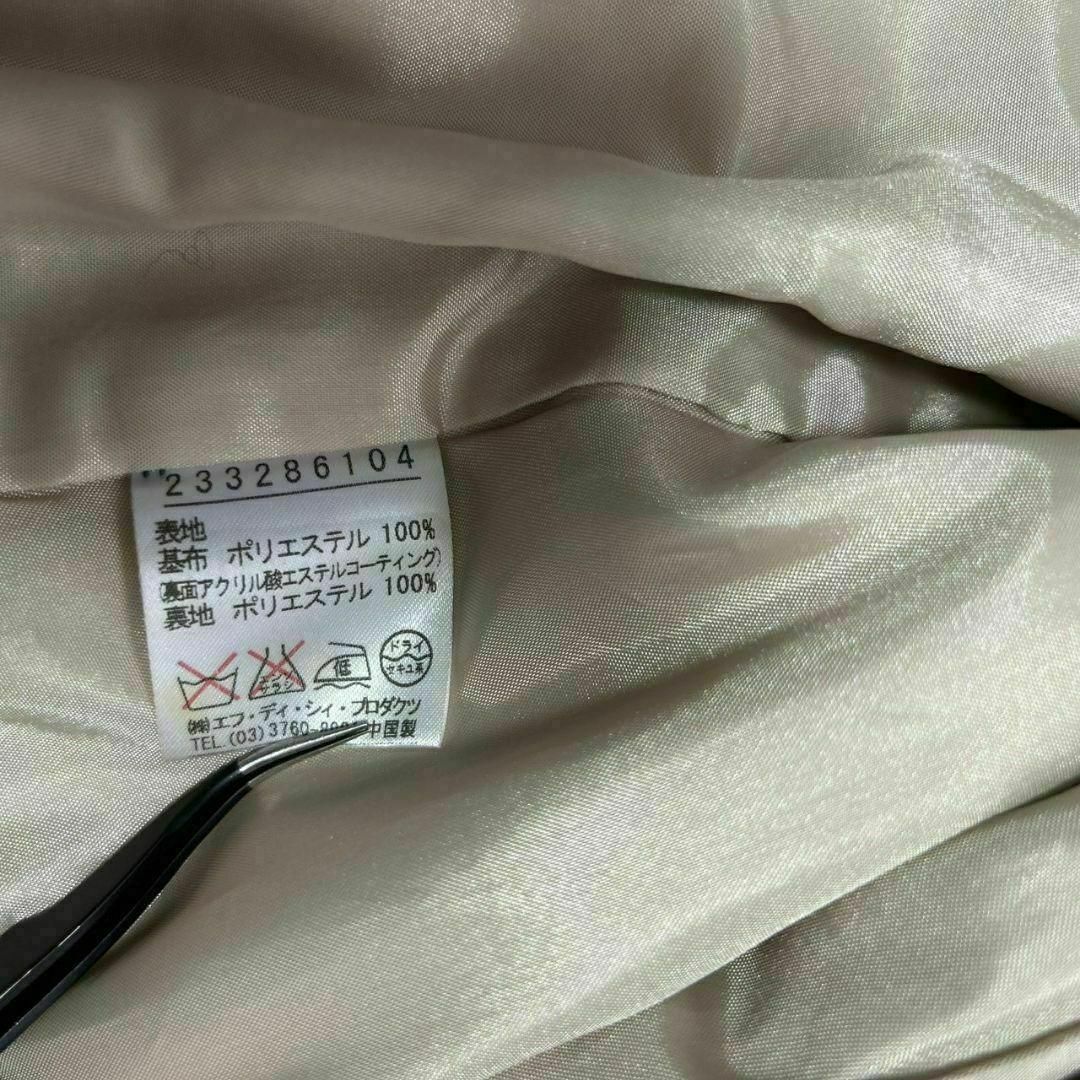 233286104
表地
基布 ポリエステル 100%
(裏面アクリル酸エステルコーティング)
裏地 ポリエステル 100%
エンソサラシ
低
ドライ
セキユ系
㈱エフ・ディ・シィ・プロダクツ
TEL.(03)3760- 中国製